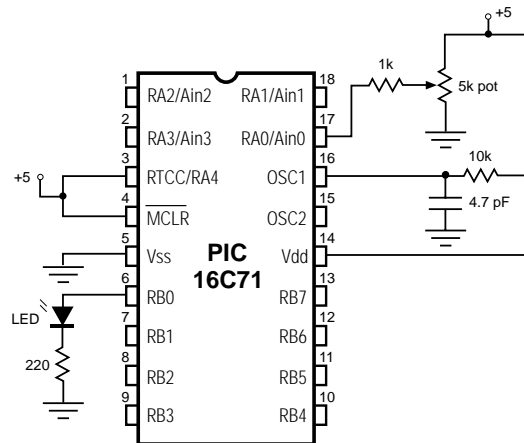 +5
1k
5k pot
1
RA2/Ain2
RA1/Ain1
18
2
RA3/Ain3
RA0/Ain0
17
+5
3
RTCC/RA4
OSC1
16
10k
4
MCLR
OSC2
15
4.7 pF
5
Vss
PIC
16C71
Vdd
14
6
RB0
RB7
13
LED
7
RB1
RB6
12
220
8
RB2
RB5
11
9
RB3
RB4
10